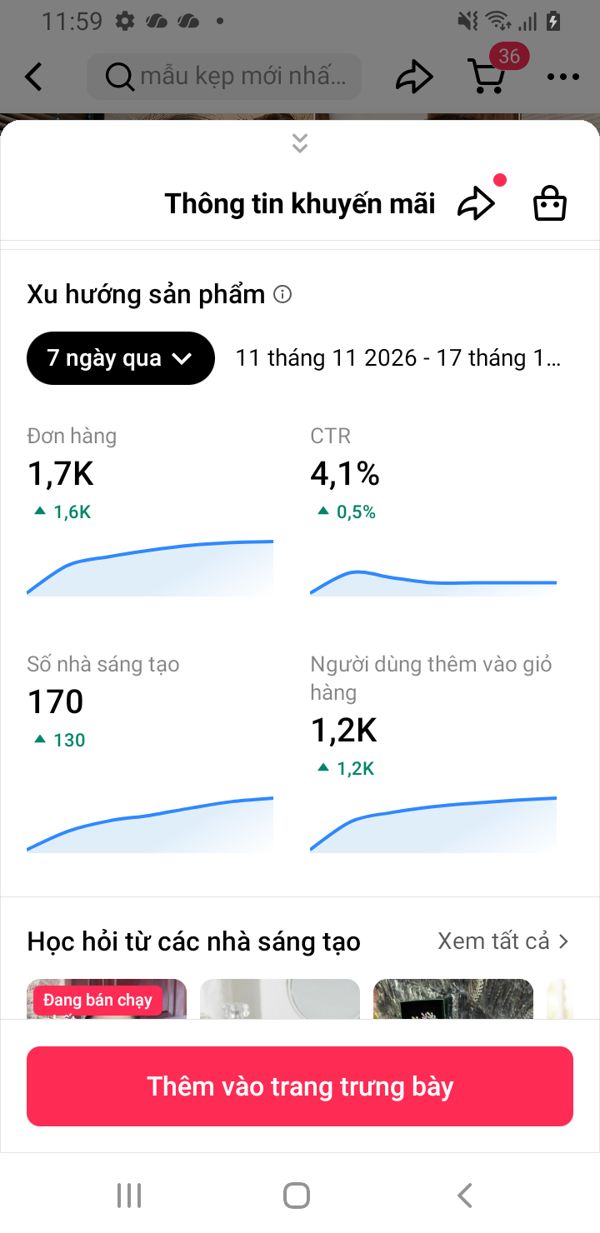 11:59
mẫu kẹp mới nhấ...
36
Thông tin khuyến mãi
Xu hướng sản phẩm
7 ngày qua
11 tháng 11 2026 - 17 tháng 1...
Đơn hàng
1,7K
1,6K
CTR
4,1%
0,5%
Số nhà sáng tạo
170
130
Người dùng thêm vào giỏ
hàng
1,2K
1,2K
Học hỏi từ các nhà sáng tạo
Xem tất cả
Đang bán chạy
Thêm vào trang trưng bày